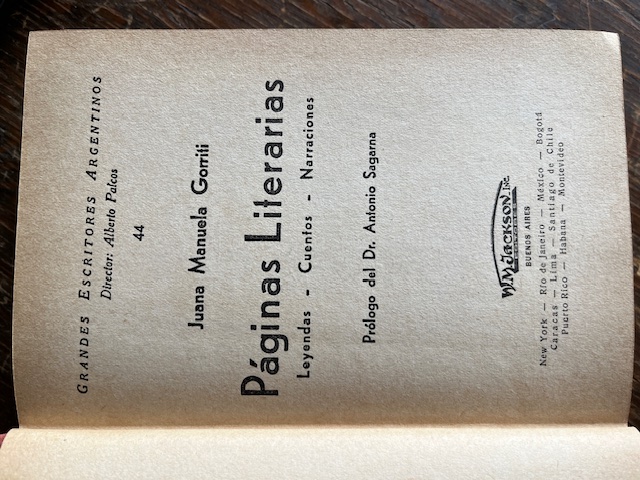 GRANDES ESCRITORES ARGENTINOS
Director: Alberto Palcos
44
Juana Manuela Gorriti
Páginas Literarias
Leyendas - Cuentos - Narraciones
Prólogo del Dr. Antonio Sagarna
W.M.JACKSON, Inc.
BUENOS AIRES
New York — Río de Janeiro — México — Bogotá
Caracas — Lima — Santiago de Chile
Puerto Rico — Habana — Montevideo